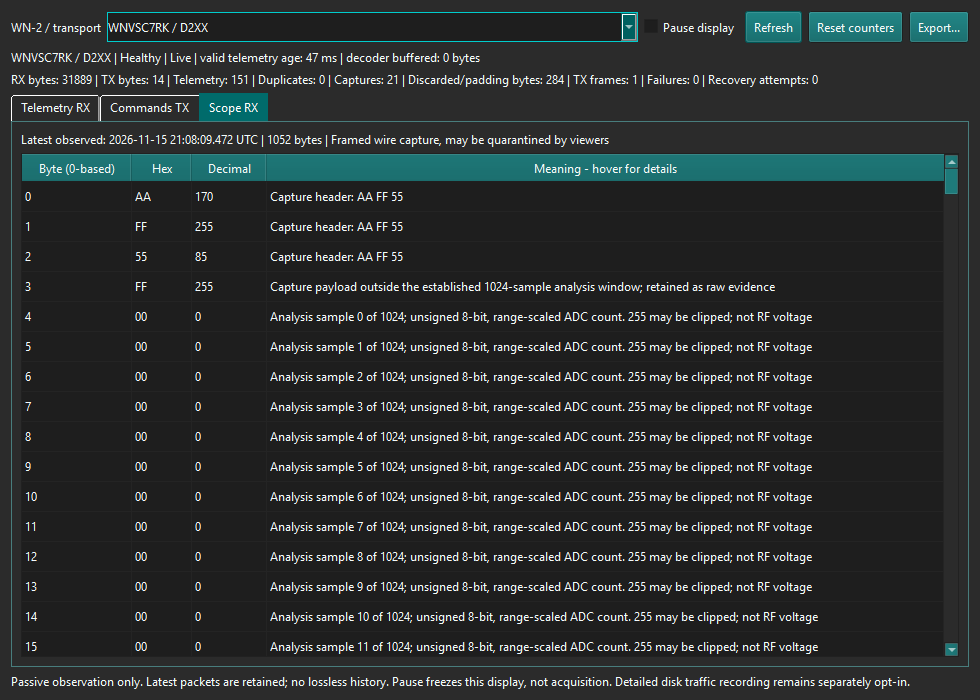 WN-2 / transport WNVSC7RK / D2XX Pause display Refresh Reset counters Export...
WNVSC7RK / D2XX | Healthy | Live | valid telemetry age: 47 ms | decoder buffered: 0 bytes
RX bytes: 31889 | TX bytes: 14 | Telemetry: 151 | Duplicates: 0 | Captures: 21 | Discarded/padding bytes: 284 | TX frames: 1 | Failures: 0 | Recovery attempts: 0
Telemetry RX Commands TX Scope RX
Latest observed: 2026-11-15 21:08:09.472 UTC | 1052 bytes | Framed wire capture, may be quarantined by viewers
Byte (0-based) Hex Decimal Meaning - hover for details
0 AA 170 Capture header: AA FF 55
1 FF 255 Capture header: AA FF 55
2 55 85 Capture header: AA FF 55
3 FF 255 Capture payload outside the established 1024-sample analysis window; retained as raw evidence
4 00 0 Analysis sample 0 of 1024; unsigned 8-bit, range-scaled ADC count. 255 may be clipped; not RF voltage
5 00 0 Analysis sample 1 of 1024; unsigned 8-bit, range-scaled ADC count. 255 may be clipped; not RF voltage
6 00 0 Analysis sample 2 of 1024; unsigned 8-bit, range-scaled ADC count. 255 may be clipped; not RF voltage
7 00 0 Analysis sample 3 of 1024; unsigned 8-bit, range-scaled ADC count. 255 may be clipped; not RF voltage
8 00 0 Analysis sample 4 of 1024; unsigned 8-bit, range-scaled ADC count. 255 may be clipped; not RF voltage
9 00 0 Analysis sample 5 of 1024; unsigned 8-bit, range-scaled ADC count. 255 may be clipped; not RF voltage
10 00 0 Analysis sample 6 of 1024; unsigned 8-bit, range-scaled ADC count. 255 may be clipped; not RF voltage
11 00 0 Analysis sample 7 of 1024; unsigned 8-bit, range-scaled ADC count. 255 may be clipped; not RF voltage
12 00 0 Analysis sample 8 of 1024; unsigned 8-bit, range-scaled ADC count. 255 may be clipped; not RF voltage
13 00 0 Analysis sample 9 of 1024; unsigned 8-bit, range-scaled ADC count. 255 may be clipped; not RF voltage
14 00 0 Analysis sample 10 of 1024; unsigned 8-bit, range-scaled ADC count. 255 may be clipped; not RF voltage
15 00 0 Analysis sample 11 of 1024; unsigned 8-bit, range-scaled ADC count. 255 may be clipped; not RF voltage
Passive observation only. Latest packets are retained; no lossless history. Pause freezes this display, not acquisition. Detailed disk traffic recording remains separately opt-in.